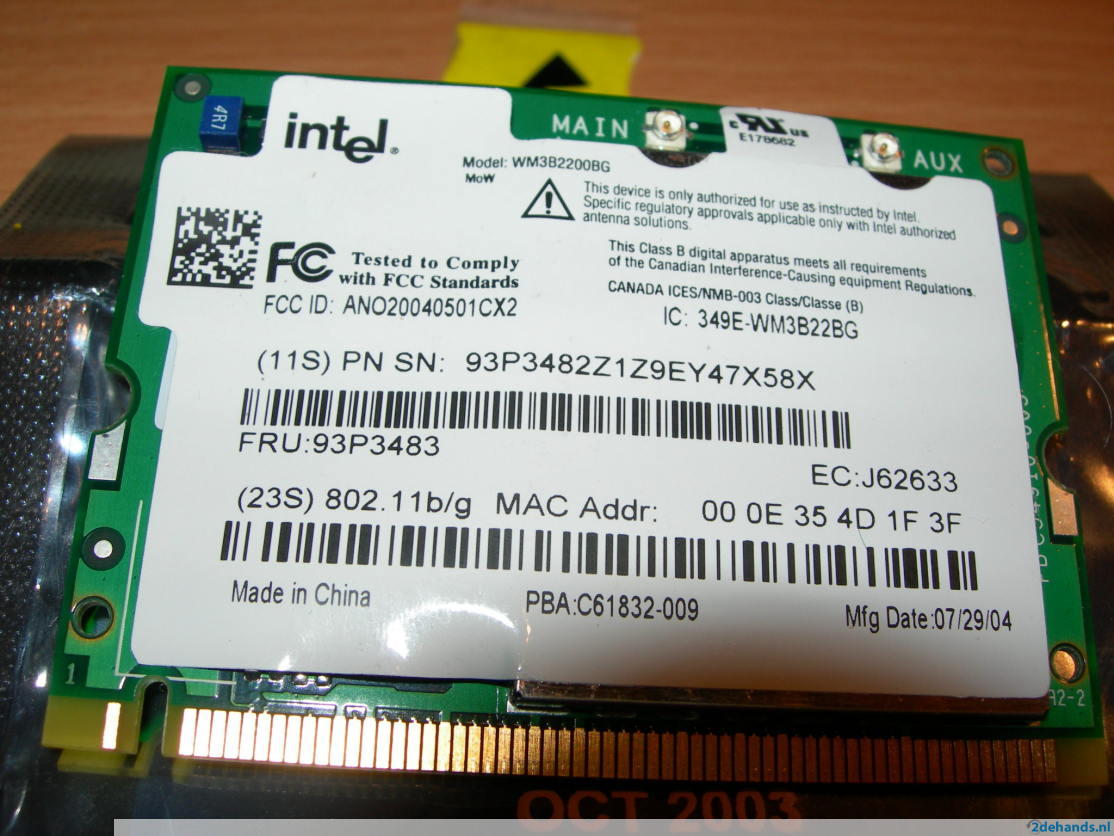 4R7
intel®
MAIN
c RU us
E178682
AUX
Model: WM3B2200BG
MoW
This device is only authorized for use as instructed by Intel.
Specific regulatory approvals applicable only with Intel authorized
antenna solutions.
This Class B digital apparatus meets all requirements
of the Canadian Interference-Causing equipment Regulations.
CANADA ICES/NMB-003 Class/Classe (B)
IC: 349E-WM3B22BG
FC Tested to Comply
with FCC Standards
FCC ID: ANO20040501CX2
(11S) PN SN: 93P3482Z1Z9EY47X58X
FRU:93P3483
EC:J62633
(23S) 802.11b/g MAC Addr: 00 0E 35 4D 1F 3F
Made in China
PBA:C61832-009
Mfg Date:07/29/04
1
A2-2
OCT 2003
2dehands.nl